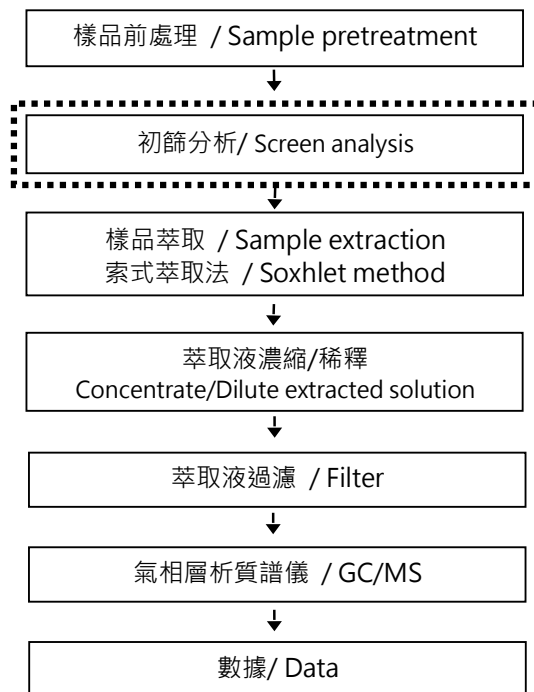 樣品前處理 / Sample pretreatment
初篩分析/ Screen analysis
樣品萃取 / Sample extraction
索式萃取法 / Soxhlet method
萃取液濃縮/稀釋
Concentrate/Dilute extracted solution
萃取液過濾 / Filter
氣相層析質譜儀 / GC/MS
數據/ Data